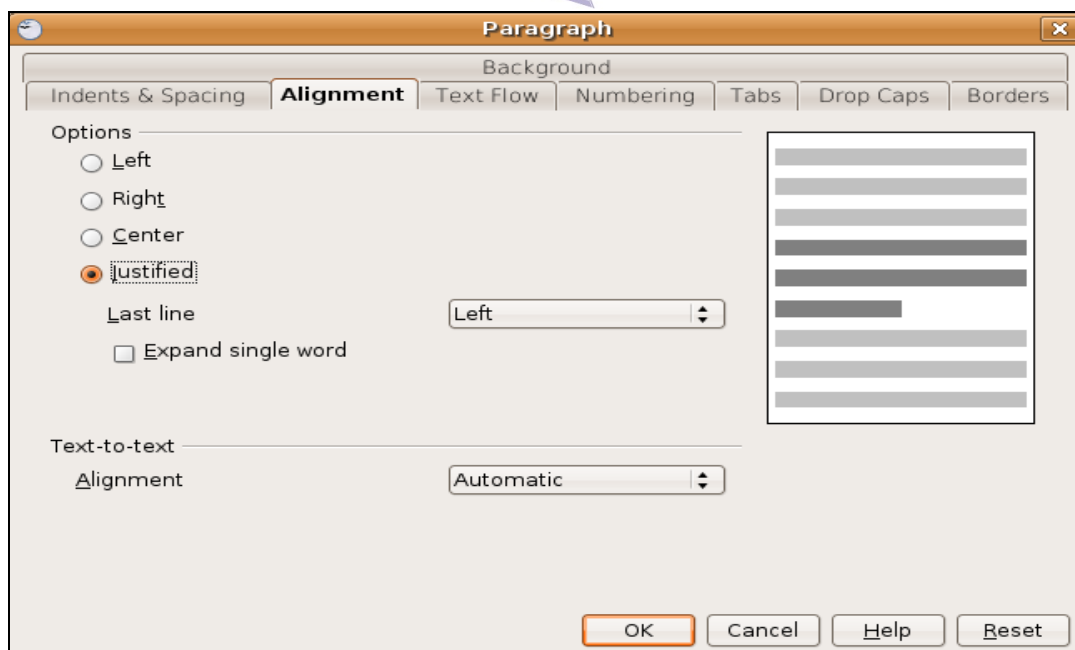 Paragraph
Background
Indents & Spacing Alignment Text Flow Numbering Tabs Drop Caps Borders
Options
Left
Right
Center
Justified
Last line Left
Expand single word
Text-to-text
Alignment Automatic
OK Cancel Help Reset